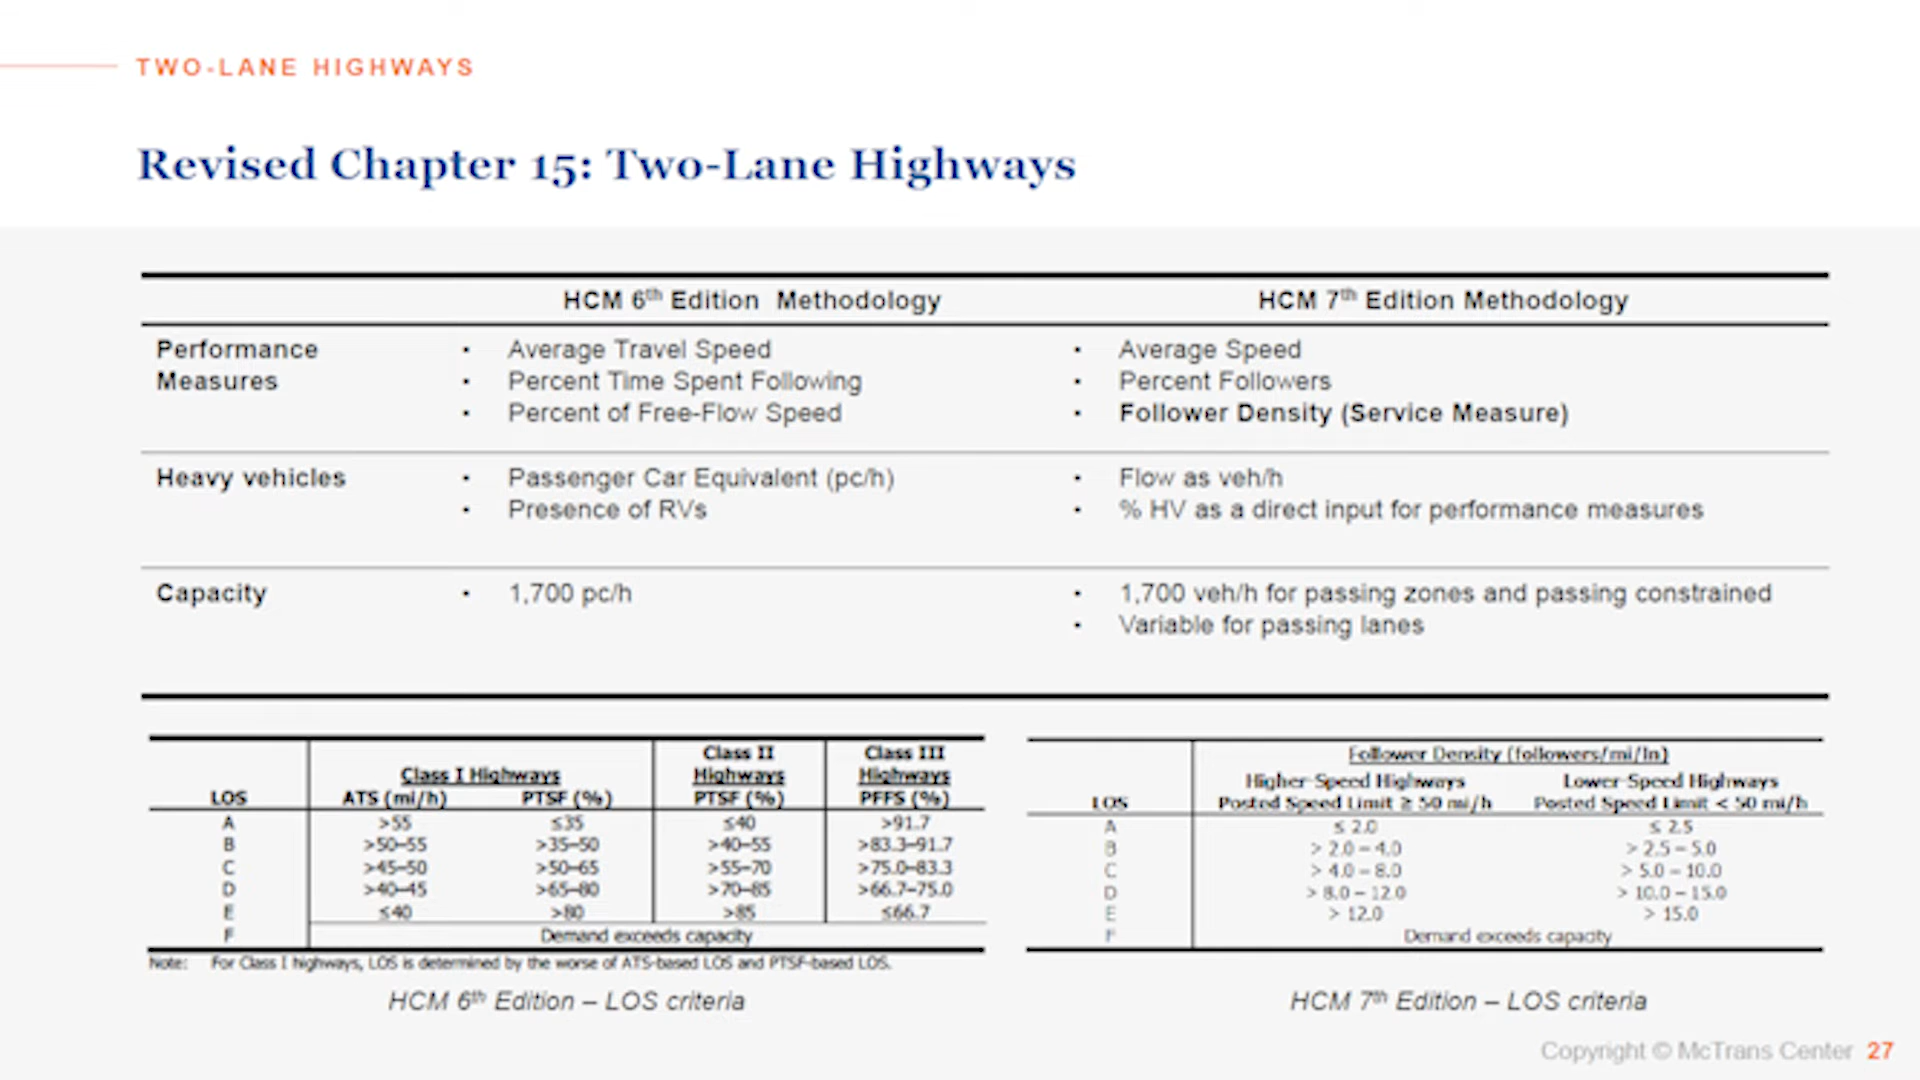 TWO-LANE HIGHWAYS
Revised Chapter 15: Two-Lane Highways
HCM 6th Edition Methodology HCM 7th Edition Methodology
Performance Measures
• Average Travel Speed
• Percent Time Spent Following
• Percent of Free-Flow Speed
• Average Speed
• Percent Followers
• Follower Density (Service Measure)
Heavy vehicles
• Passenger Car Equivalent (pc/h)
• Presence of RVs
• Flow as veh/h
• % HV as a direct input for performance measures
Capacity
• 1,700 pc/h
• 1,700 veh/h for passing zones and passing constrained
• Variable for passing lanes
Class II Class III
Class I Highways Highways Highways
LOS ATS (mi/h) PTSF (%) PTSF (%) PFFS (%)
A >55 ≤35 ≤40 >91.7
B >50–55 >35–50 >40–55 >83.3–91.7
C >45–50 >50–65 >55–70 >75.0–83.3
D >40–45 >65–80 >70–85 >66.7–75.0
E ≤40 >80 >85 ≤66.7
F Demand exceeds capacity
Note: For Class I highways, LOS is determined by the worse of ATS-based LOS and PTSF-based LOS.
HCM 6th Edition – LOS criteria
Follower Density (followers/mi/ln)
Higher-Speed Highways Lower-Speed Highways
LOS Posted Speed Limit ≥ 50 mi/h Posted Speed Limit < 50 mi/h
A ≤ 2.0 ≤ 2.5
B > 2.0 – 4.0 > 2.5 – 5.0
C > 4.0 – 8.0 > 5.0 – 10.0
D > 8.0 – 12.0 > 10.0 – 15.0
E > 12.0 > 15.0
F Demand exceeds capacity
HCM 7th Edition – LOS criteria
Copyright © McTrans Center 27